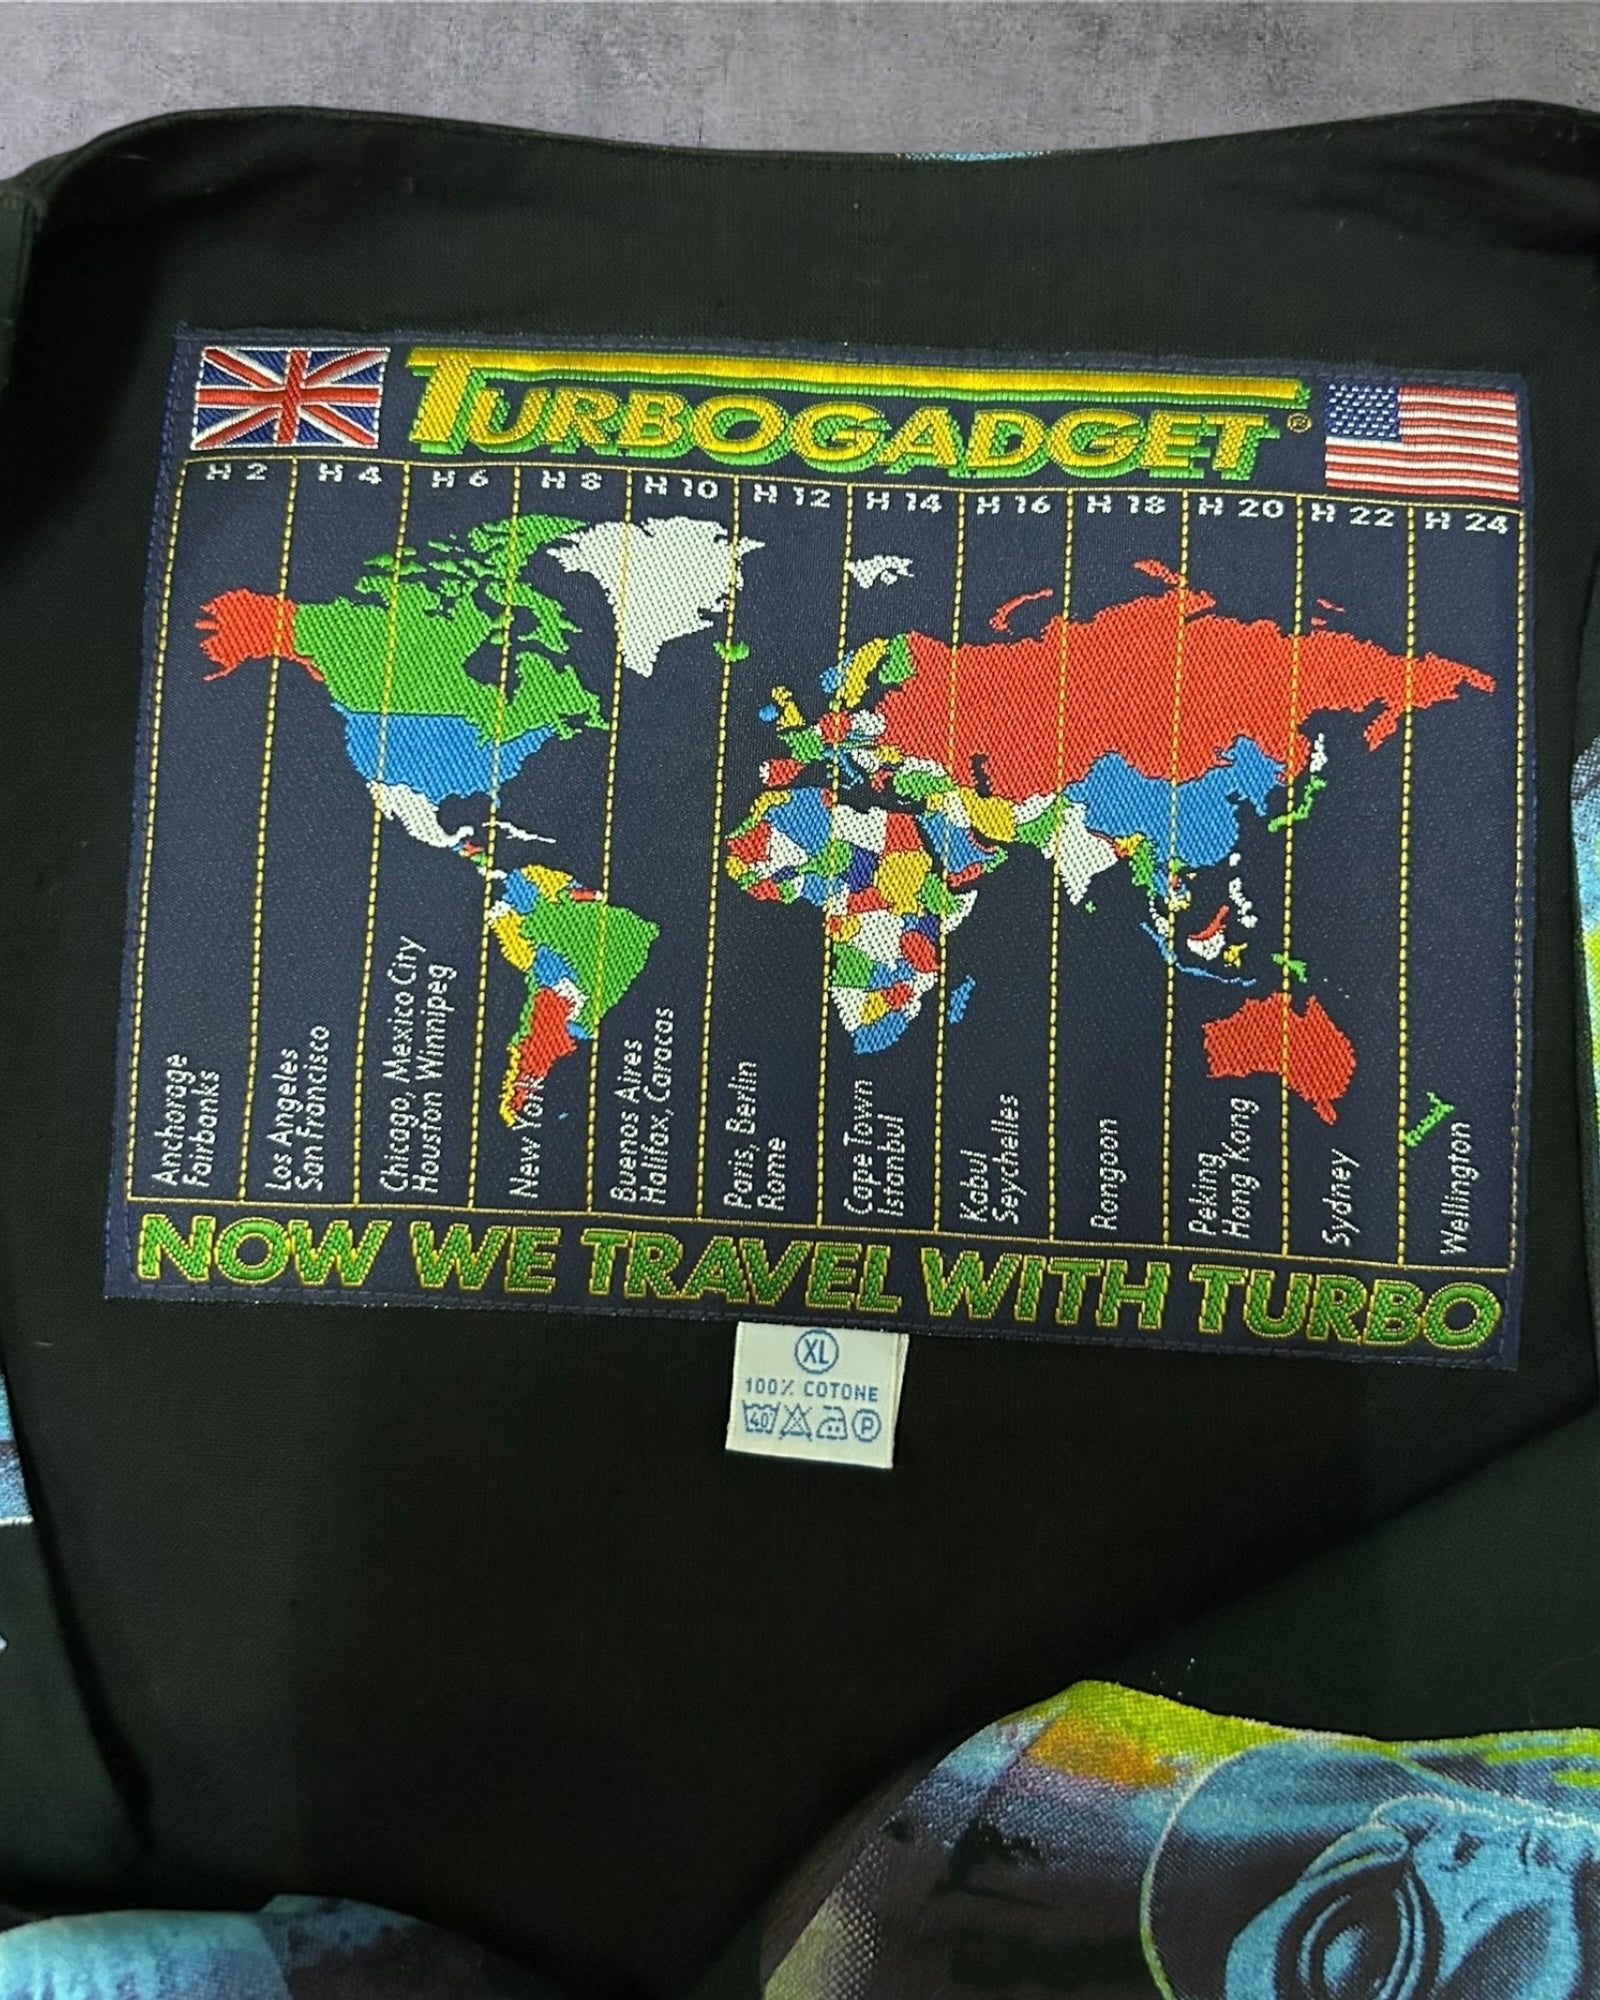 TURBOGADGET®
H 2 H 4 H 6 H 8 H 10 H 12 H 14 H 16 H 18 H 20 H 22 H 24
Anchorage
Fairbanks
Los Angeles
San Francisco
Chicago, Mexico City
Houston Winnipeg
New York
Buenos Aires
Halifax, Caracas
Paris, Berlin
Rome
Cape Town
Istanbul
Kabul
Seychelles
Rangoon
Peking
Hong Kong
Sydney
Wellington
NOW WE TRAVEL WITH TURBO
XL
100% COTONE
40 P